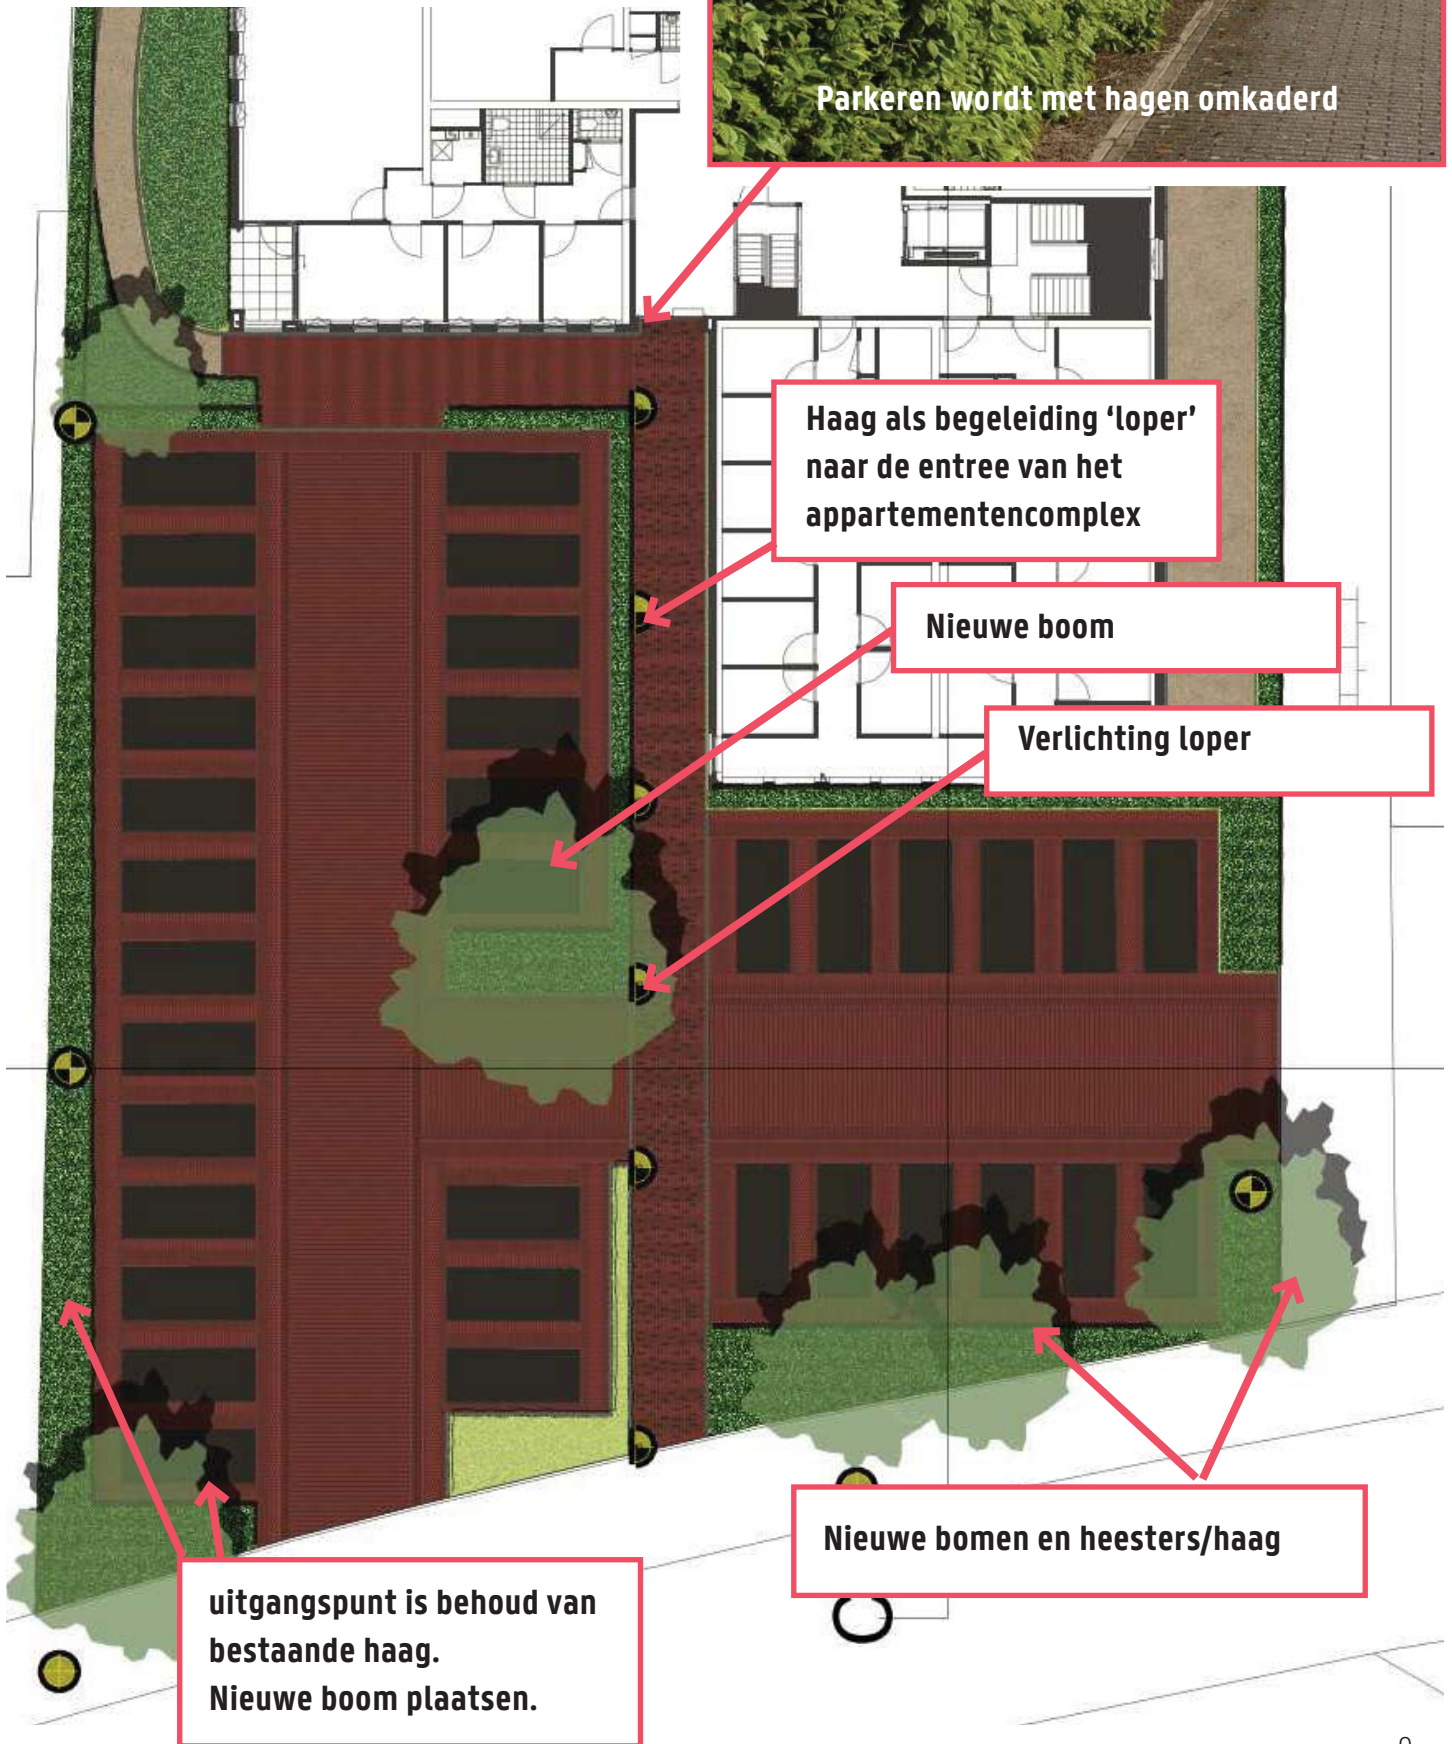 Parkeren wordt met hagen omkaderd
Haag als begeleiding ‘loper’
naar de entree van het
appartementencomplex
Nieuwe boom
Verlichting loper
Nieuwe bomen en heesters/haag
uitgangspunt is behoud van
bestaande haag.
Nieuwe boom plaatsen.